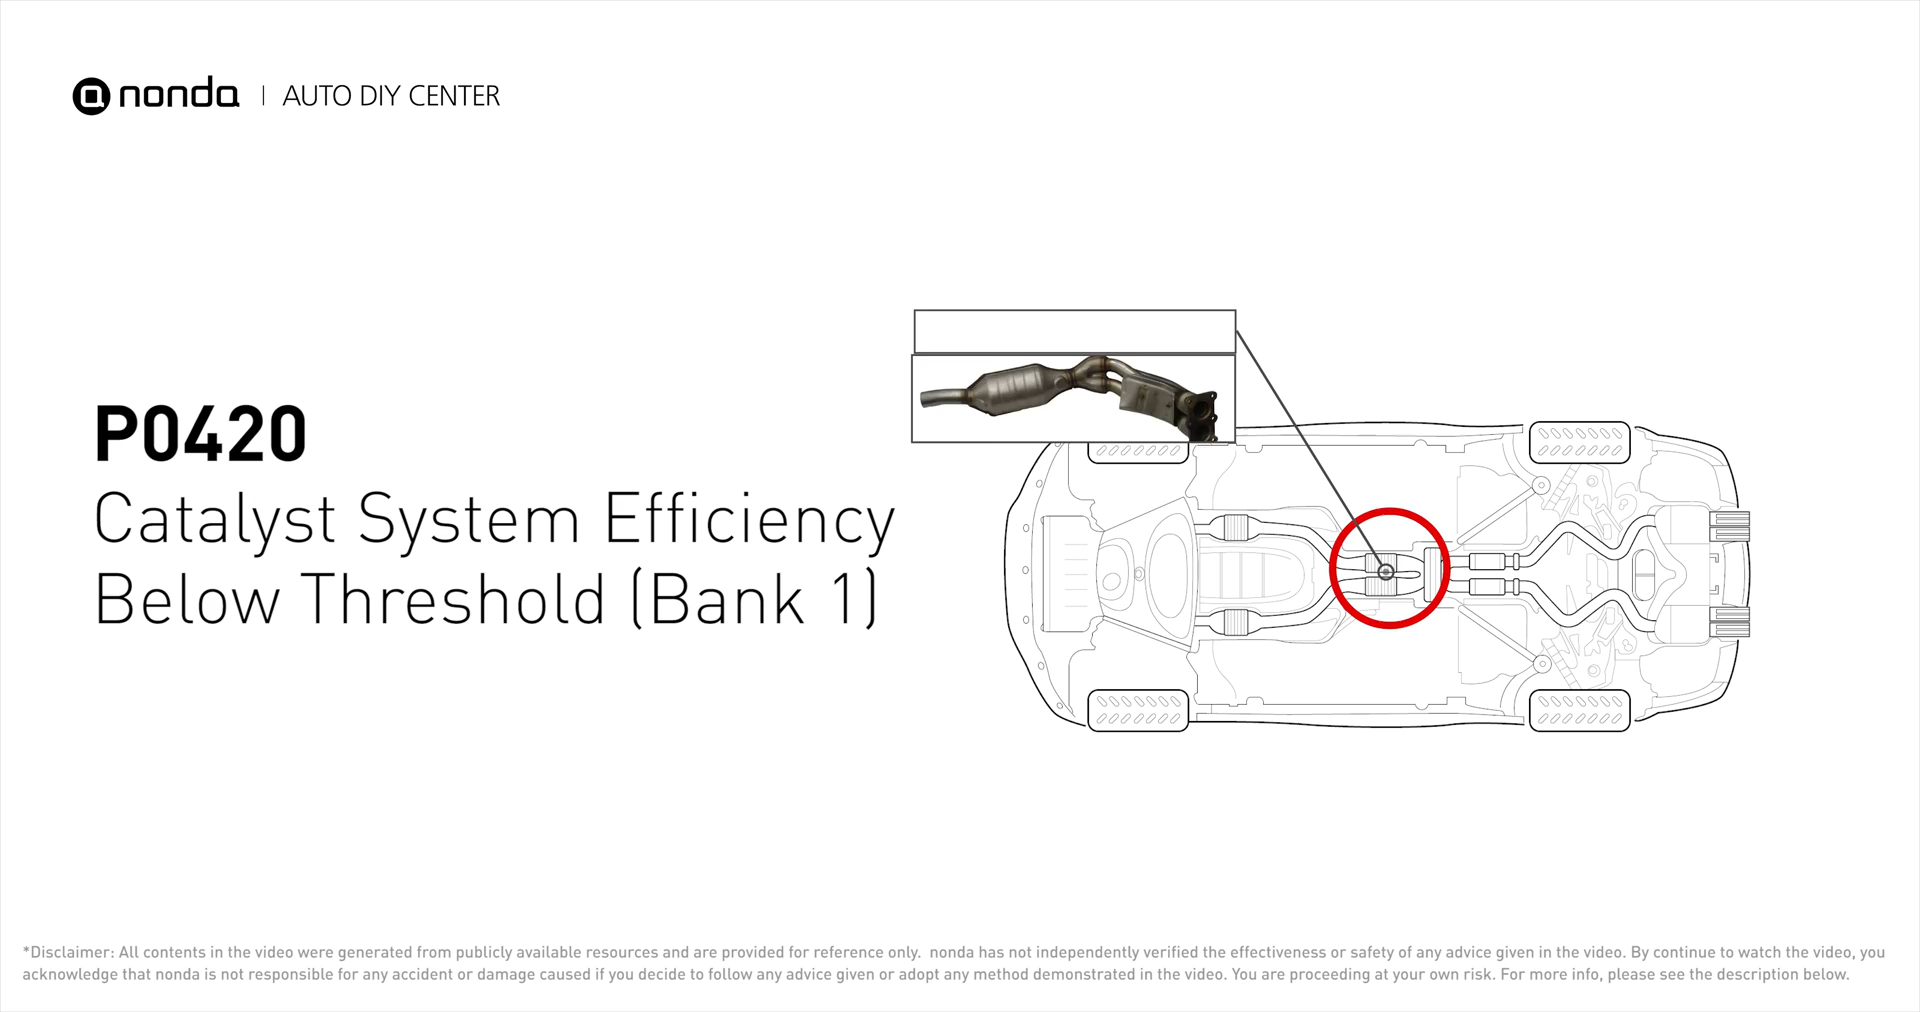 nonda | AUTO DIY CENTER
P0420
Catalyst System Efficiency
Below Threshold (Bank 1)
*Disclaimer: All contents in the video were generated from publicly available resources and are provided for reference only.  nonda has not independently verified the effectiveness or safety of any advice given in the video. By continue to watch the video, you
acknowledge that nonda is not responsible for any accident or damage caused if you decide to follow any advice given or adopt any method demonstrated in the video. You are proceeding at your own risk. For more info, please see the description below.